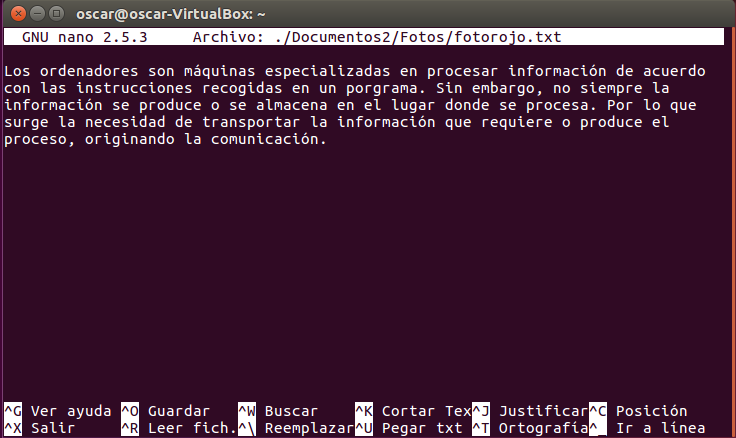 oscar@oscar-VirtualBox: ~
GNU nano 2.5.3 Archivo: ./Documentos2/Fotos/fotorojo.txt
Los ordenadores son máquinas especializadas en procesar información de acuerdo
con las instrucciones recogidas en un porgrama. Sin embargo, no siempre la
información se produce o se almacena en el lugar donde se procesa. Por lo que
surge la necesidad de transportar la información que requiere o produce el
proceso, originando la comunicación.
^G Ver ayuda ^O Guardar ^W Buscar ^K Cortar Tex^J Justificar^C Posición
^X Salir ^R Leer fich.^\ Reemplazar^U Pegar txt ^T Ortografía^_ Ir a línea